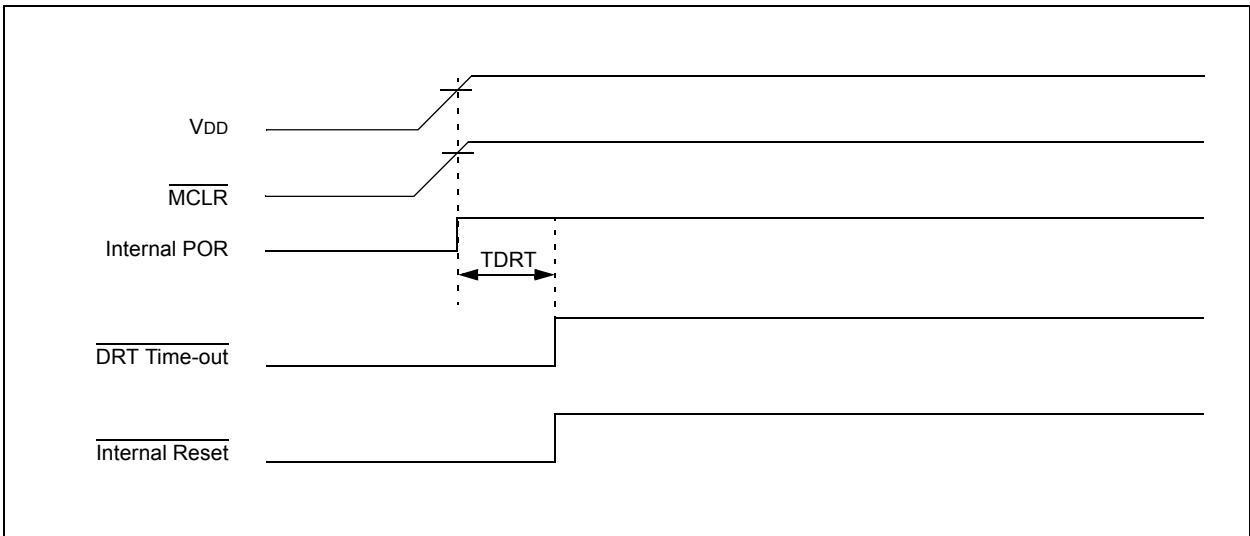 VDD
MCLR
Internal POR
TDRT
DRT Time-out
Internal Reset